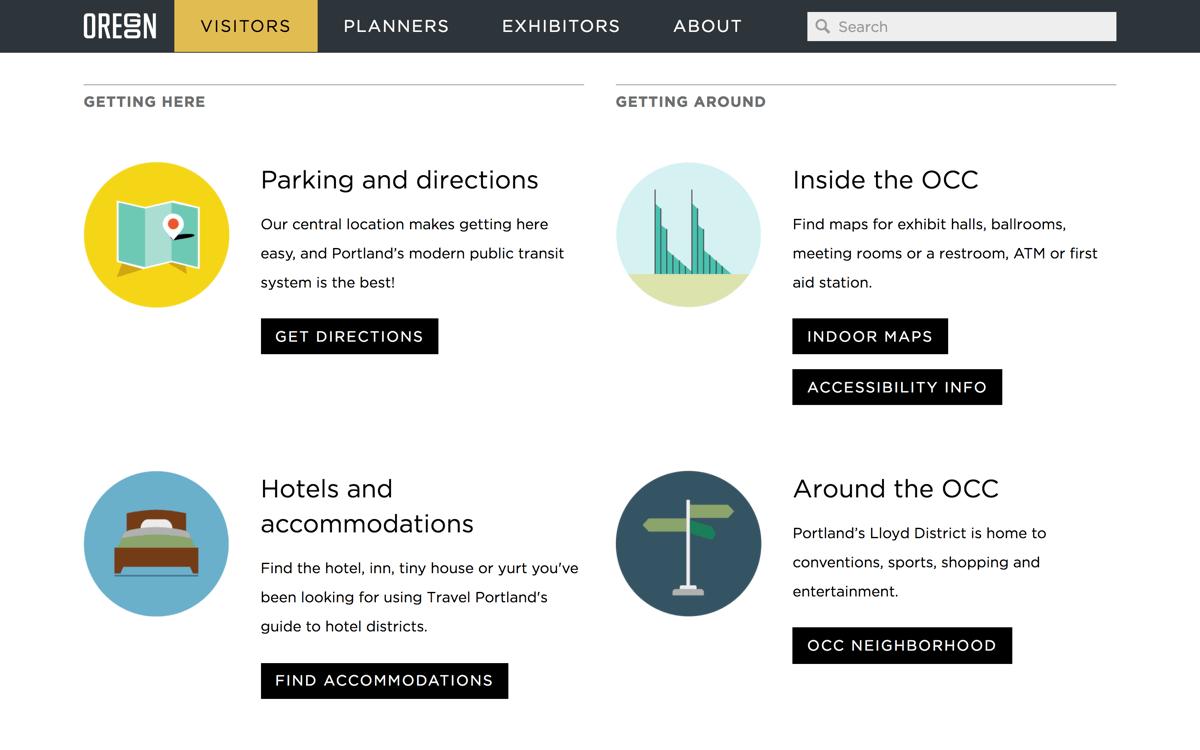 OREGON
VISITORS
PLANNERS
EXHIBITORS
ABOUT
Search
GETTING HERE
Parking and directions
Our central location makes getting here
easy, and Portland’s modern public transit
system is the best!
GET DIRECTIONS
Hotels and
accommodations
Find the hotel, inn, tiny house or yurt you've
been looking for using Travel Portland's
guide to hotel districts.
FIND ACCOMMODATIONS
GETTING AROUND
Inside the OCC
Find maps for exhibit halls, ballrooms,
meeting rooms or a restroom, ATM or first
aid station.
INDOOR MAPS
ACCESSIBILITY INFO
Around the OCC
Portland’s Lloyd District is home to
conventions, sports, shopping and
entertainment.
OCC NEIGHBORHOOD